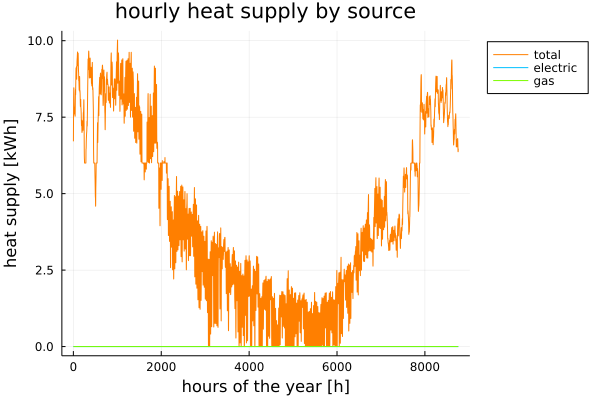 hourly heat supply by source
10.0
7.5
5.0
2.5
0.0
heat supply [kWh]
0 2000 4000 6000 8000
hours of the year [h]
total
electric
gas